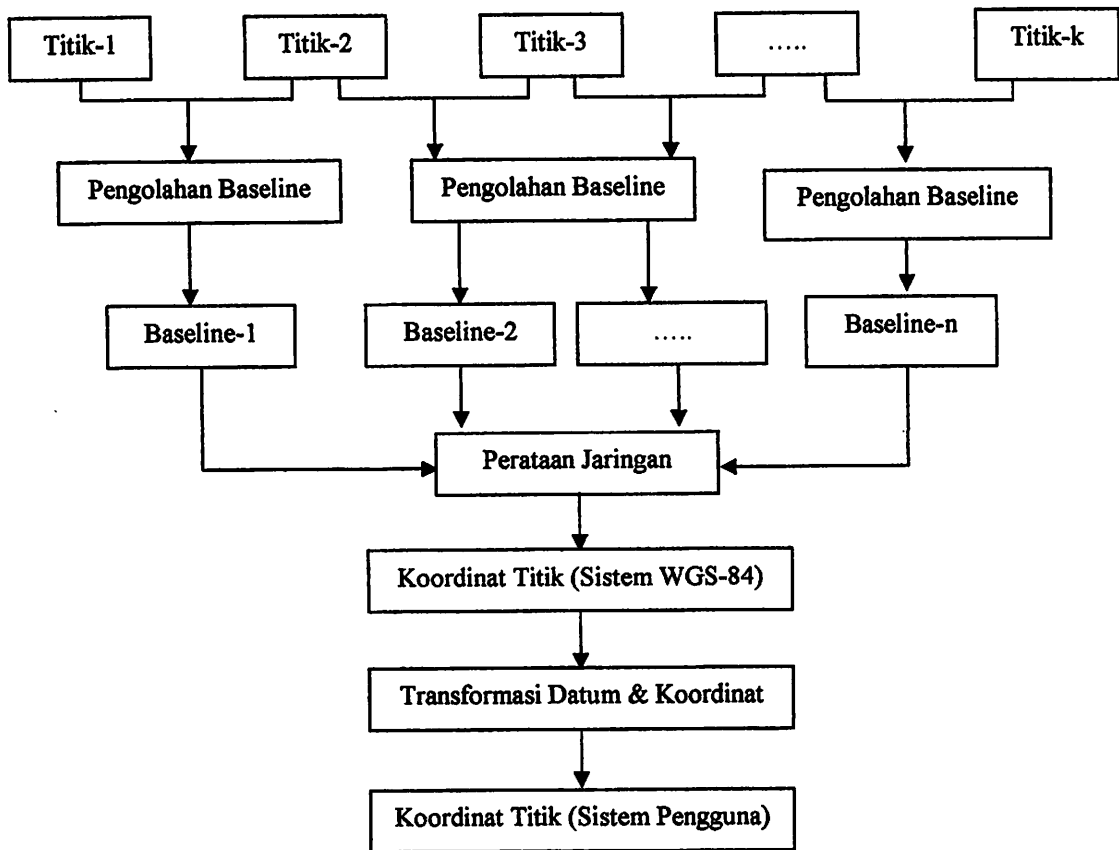 Titik-1
Titik-2
Titik-3
.....
Titik-k
Pengolahan Baseline
Pengolahan Baseline
Pengolahan Baseline
Baseline-1
Baseline-2
.....
Baseline-n
Perataan Jaringan
Koordinat Titik (Sistem WGS-84)
Transformasi Datum & Koordinat
Koordinat Titik (Sistem Pengguna)